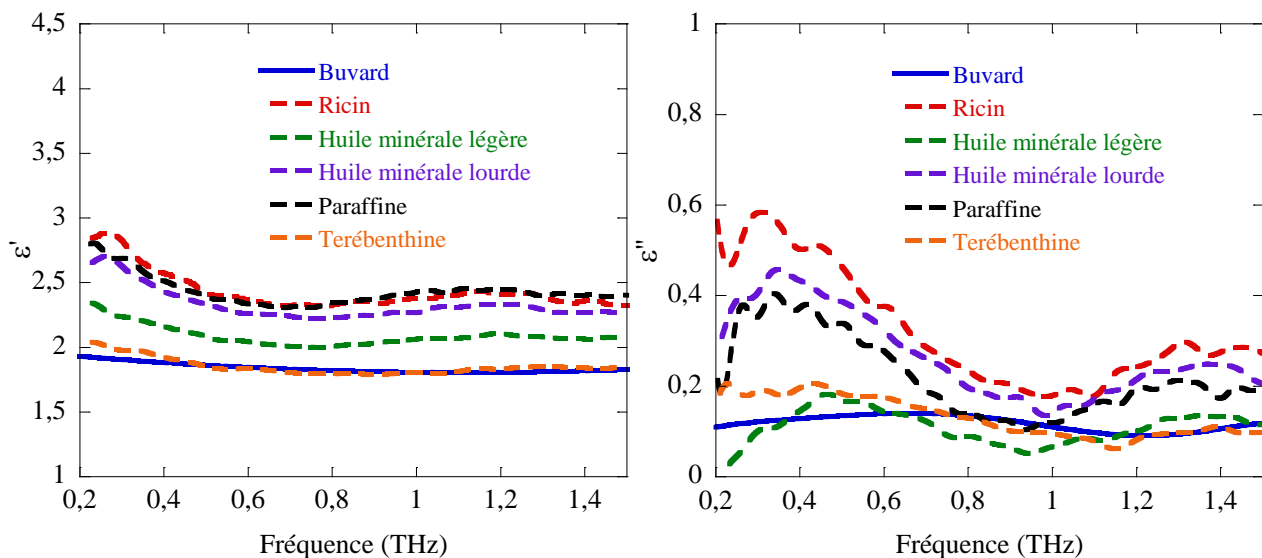 4,5
4
3,5
3
2,5
2
1,5
1
ε'
Buvard
Ricin
Huile minérale légère
Huile minérale lourde
Paraffine
Terébenthine
0,2 0,4 0,6 0,8 1 1,2 1,4
Fréquence (THz)
1
0,8
0,6
0,4
0,2
0
ε"
Buvard
Ricin
Huile minérale légère
Huile minérale lourde
Paraffine
Terébenthine
0,2 0,4 0,6 0,8 1 1,2 1,4
Fréquence (THz)